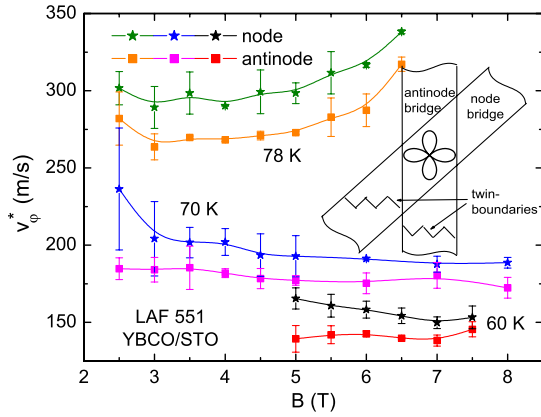 node
antinode
350
300
250
200
150
v*φ (m/s)
78 K
70 K
60 K
LAF 551
YBCO/STO
antinode
bridge
node
bridge
twin-
boundaries
2 3 4 5 6 7 8
B (T)